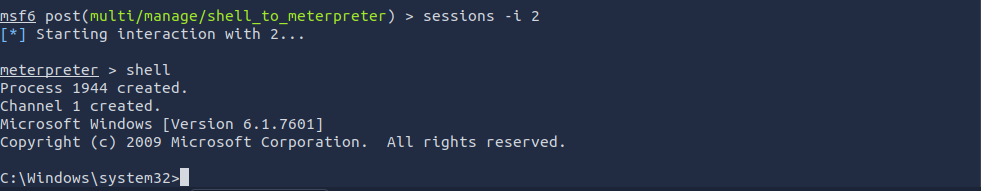 msf6 post(multi/manage/shell_to_meterpreter) > sessions -i 2
[*] Starting interaction with 2...
meterpreter > shell
Process 1944 created.
Channel 1 created.
Microsoft Windows [Version 6.1.7601]
Copyright (c) 2009 Microsoft Corporation.  All rights reserved.
C:\Windows\system32>